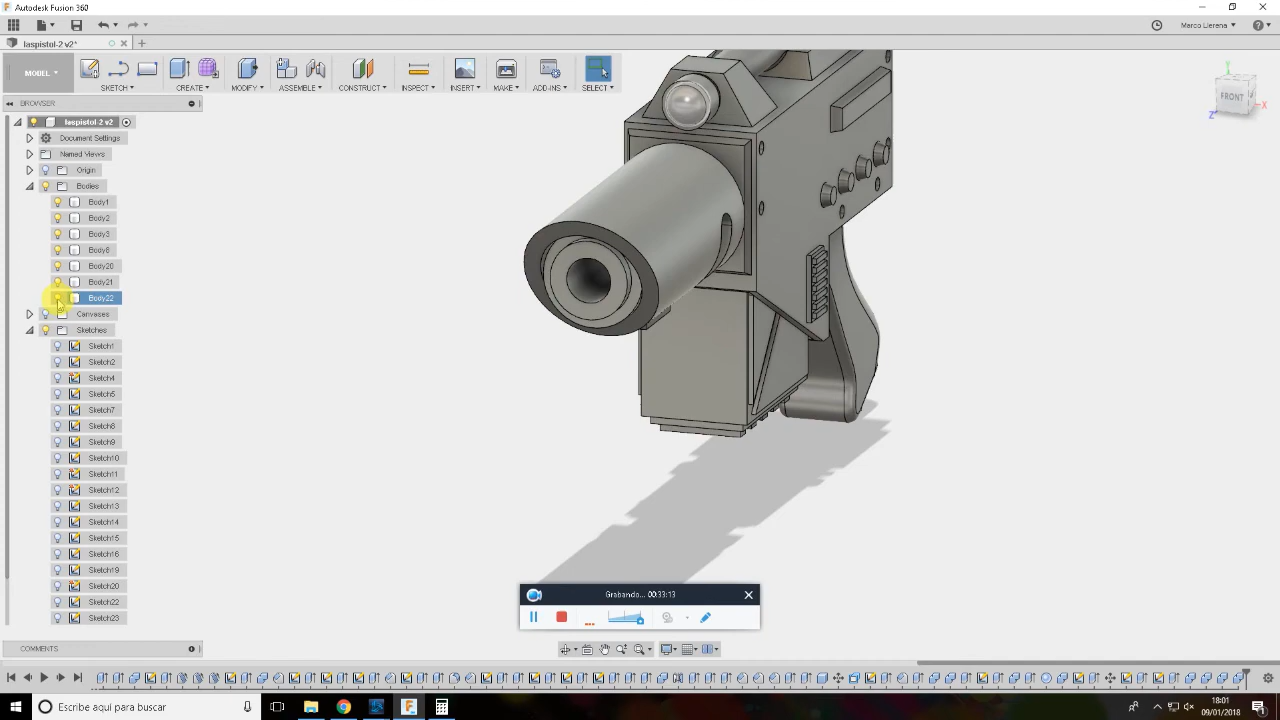 Autodesk Fusion 360
Marco Llerena
laspistol-2 v2*
MODEL
SKETCH
CREATE
MODIFY
ASSEMBLE
CONSTRUCT
INSPECT
INSERT
MAKE
ADD-INS
SELECT
BROWSER
laspistol-2 v2
Document Settings
Named Views
Origin
Bodies
Body1
Body2
Body3
Body8
Body20
Body21
Body22
Canvases
Sketches
Sketch1
Sketch2
Sketch4
Sketch5
Sketch7
Sketch8
Sketch9
Sketch10
Sketch11
Sketch12
Sketch13
Sketch14
Sketch15
Sketch16
Sketch19
Sketch20
Sketch22
Sketch23
FRONT
Y
X
Z
Grabando... 00:33:13
COMMENTS
Escribe aquí para buscar
18:01
09/01/2018